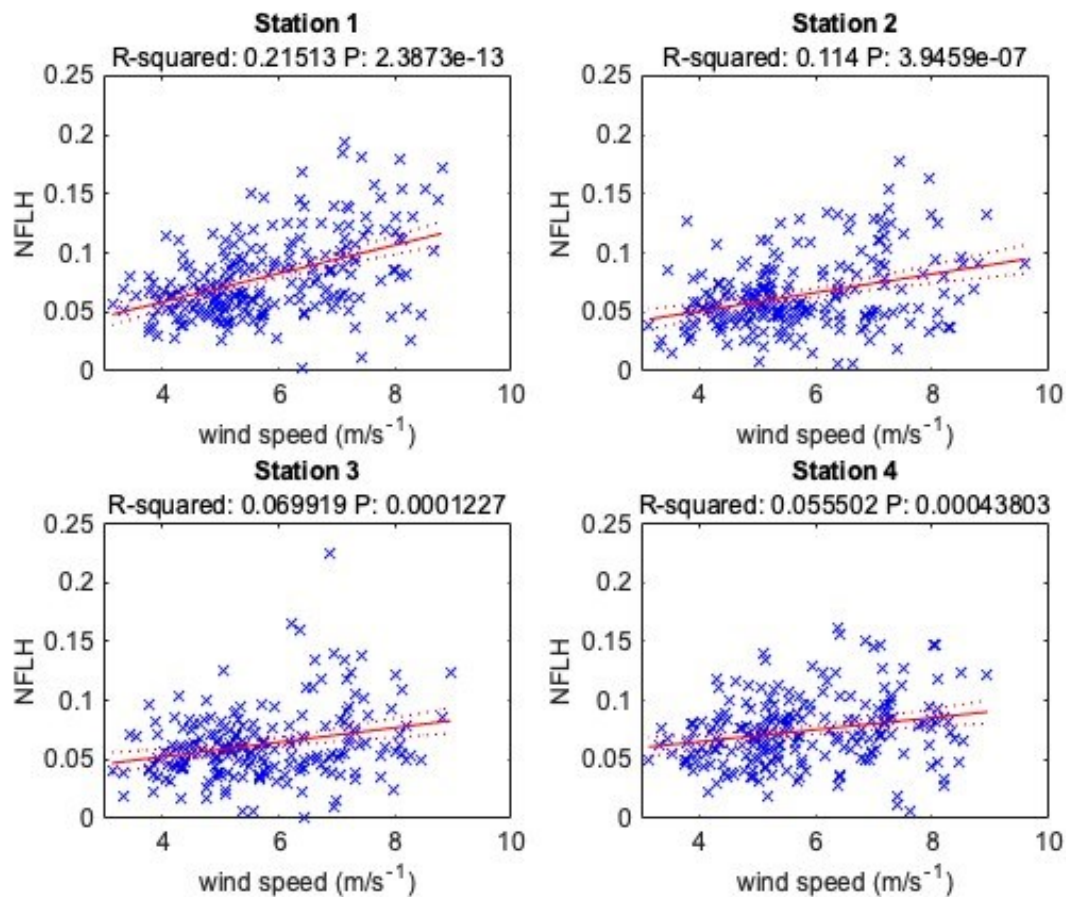 Station 1
R-squared: 0.21513 P: 2.3873e-13
0.25
0.2
0.15
0.1
0.05
0
NFLH
4 6 8 10
wind speed (m/s⁻¹)
Station 2
R-squared: 0.114 P: 3.9459e-07
0.25
0.2
0.15
0.1
0.05
0
NFLH
4 6 8 10
wind speed (m/s⁻¹)
Station 3
R-squared: 0.069919 P: 0.0001227
0.25
0.2
0.15
0.1
0.05
0
NFLH
4 6 8 10
wind speed (m/s⁻¹)
Station 4
R-squared: 0.055502 P: 0.00043803
0.25
0.2
0.15
0.1
0.05
0
NFLH
4 6 8 10
wind speed (m/s⁻¹)